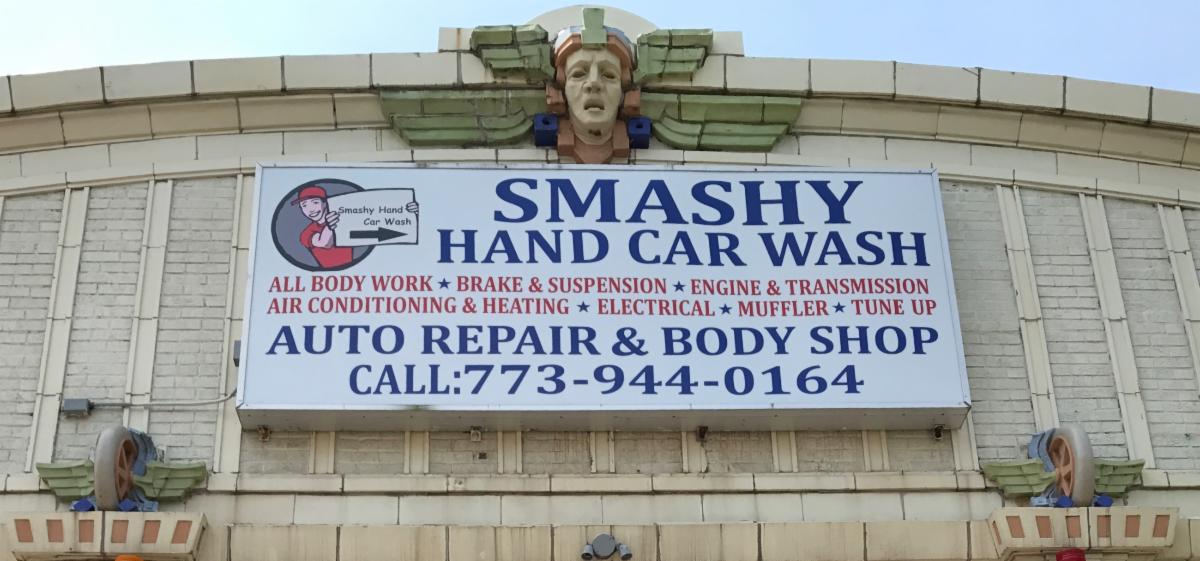 Smashy Hand
Car Wash
SMASHY
HAND CAR WASH
ALL BODY WORK ★ BRAKE & SUSPENSION ★ ENGINE & TRANSMISSION
AIR CONDITIONING & HEATING ★ ELECTRICAL ★ MUFFLER ★ TUNE UP
AUTO REPAIR & BODY SHOP
CALL:773-944-0164